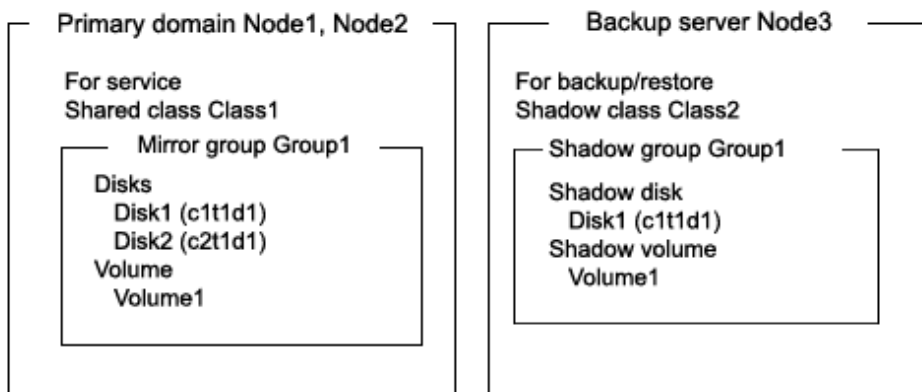 Primary domain Node1, Node2
For service
Shared class Class1
Mirror group Group1
Disks
Disk1 (c1t1d1)
Disk2 (c2t1d1)
Volume
Volume1
Backup server Node3
For backup/restore
Shadow class Class2
Shadow group Group1
Shadow disk
Disk1 (c1t1d1)
Shadow volume
Volume1